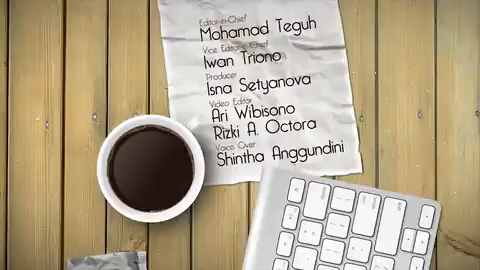 Editor-in-Chief
Mohamad Teguh
Vice Editor-in-Chief
Iwan Triono
Producer
Isna Setyanova
Video Editor
Ari Wibisono
Rizki A. Octora
Voice Over
Shintha Anggundini